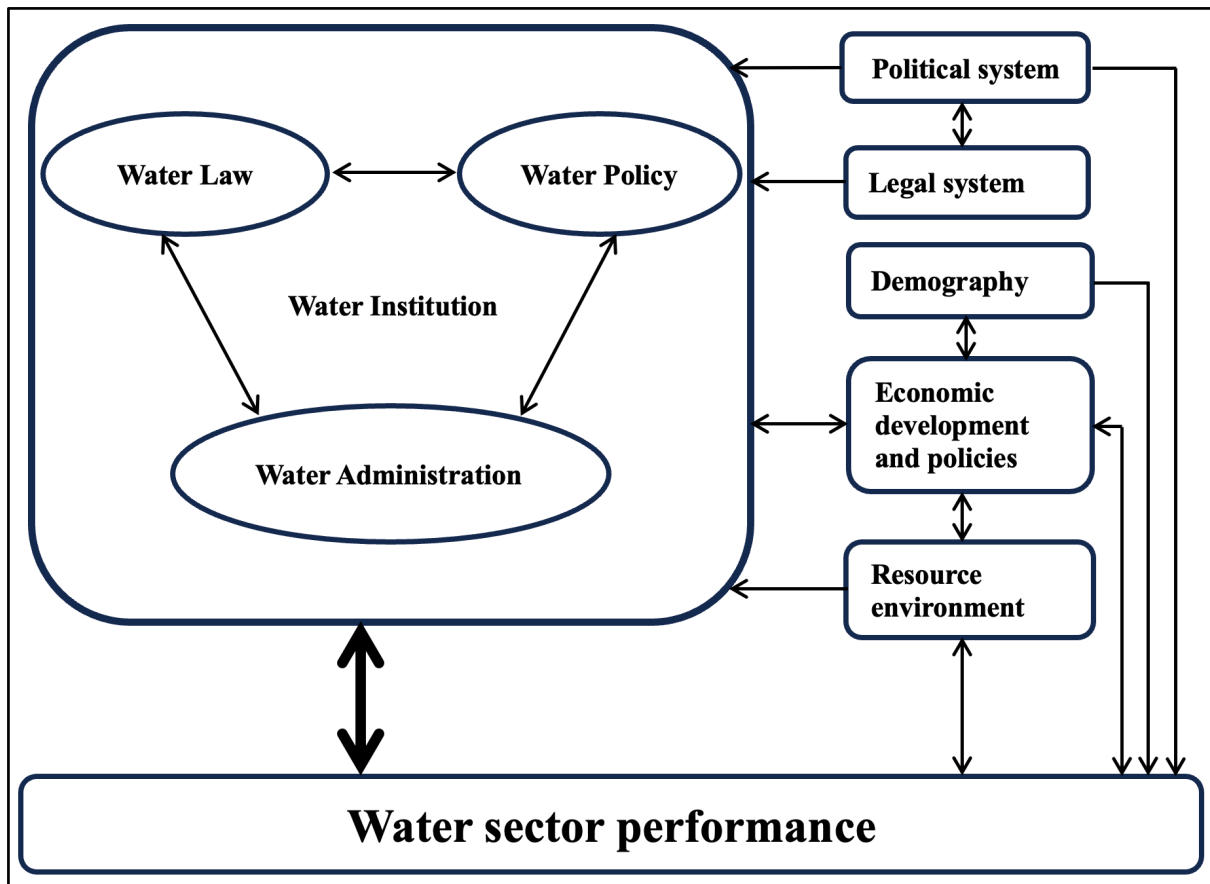 Political system
Water Law
Water Policy
Legal system
Water Institution
Demography
Water Administration
Economic
development
and policies
Resource
environment
Water sector performance